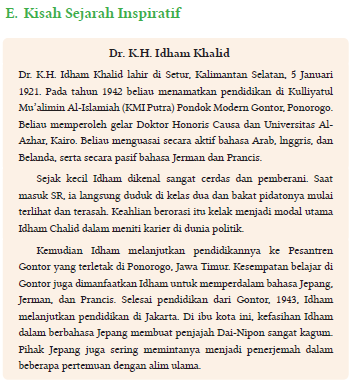 E. Kisah Sejarah Inspiratif
Dr. K.H. Idham Khalid
Dr. K.H. Idham Khalid lahir di Setur, Kalimantan Selatan, 5 Januari
1921. Pada tahun 1942 beliau menamatkan pendidikan di Kulliyatul
Mu'alimin Al-Islamiah (KMI Putra) Pondok Modern Gontor, Ponorogo.
Beliau memperoleh gelar Doktor Honoris Causa dan Universitas Al-
Azhar, Kairo. Beliau menguasai secara aktif bahasa Arab, lnggris, dan
Belanda, serta secara pasif bahasa Jerman dan Prancis.
Sejak kecil Idham dikenal sangat cerdas dan pemberani. Saat
masuk SR, ia langsung duduk di kelas dua dan bakat pidatonya mulai
terlihat dan terasah. Keahlian berorasi itu kelak menjadi modal utama
Idham Chalid dalam meniti karier di dunia politik.
Kemudian Idham melanjutkan pendidikannya ke Pesantren
Gontor yang terletak di Ponorogo, Jawa Timur. Kesempatan belajar di
Gontor juga dimanfaatkan Idham untuk memperdalam bahasa Jepang,
Jerman, dan Prancis. Selesai pendidikan dari Gontor, 1943, Idham
melanjutkan pendidikan di Jakarta. Di ibu kota ini, kefasihan Idham
dalam berbahasa Jepang membuat penjajah Dai-Nipon sangat kagum.
Pihak Jepang juga sering memintanya menjadi penerjemah dalam
beberapa pertemuan dengan alim ulama.